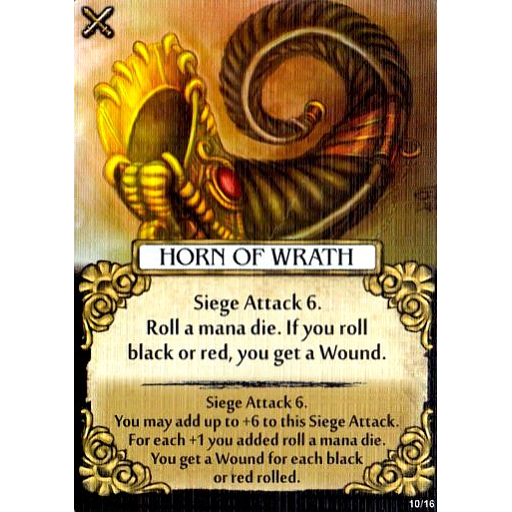 HORN OF WRATH
Siege Attack 6.
Roll a mana die. If you roll
black or red, you get a Wound.
Siege Attack 6.
You may add up to +6 to this Siege Attack.
For each +1 you added roll a mana die.
You get a Wound for each black
or red rolled.
10/16